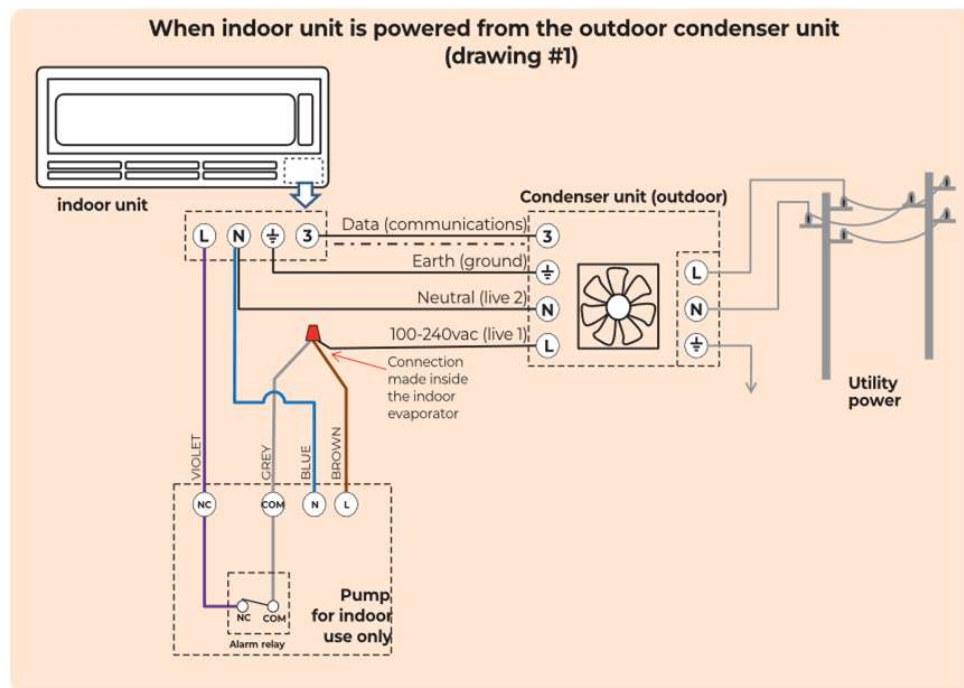 When indoor unit is powered from the outdoor condenser unit
(drawing #1)
indoor unit
Condenser unit (outdoor)
L N 3
Data (communications)
3
Earth (ground)
L
Neutral (live 2)
N
N
100-240vac (live 1)
L
Connection
made inside
the indoor
evaporator
Utility
power
VIOLET
GREY
BLUE
BROWN
NC COM N L
Pump
for indoor
use only
NC COM
Alarm relay